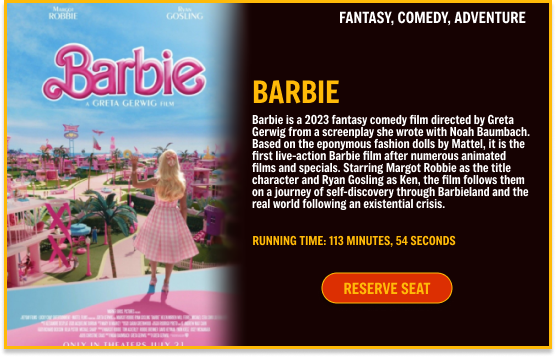 MARGOT
ROBBIE
RYAN
GOSLING
FANTASY, COMEDY, ADVENTURE
Barbie
A GRETA GERWIG FILM
BARBIE
Barbie is a 2023 fantasy comedy film directed by Greta
Gerwig from a screenplay she wrote with Noah Baumbach.
Based on the eponymous fashion dolls by Mattel, it is the
first live-action Barbie film after numerous animated
films and specials. Starring Margot Robbie as the title
character and Ryan Gosling as Ken, the film follows them
on a journey of self-discovery through Barbieland and the
real world following an existential crisis.
RUNNING TIME: 113 MINUTES, 54 SECONDS
RESERVE SEAT
ONLY IN THEATERS JULY 21